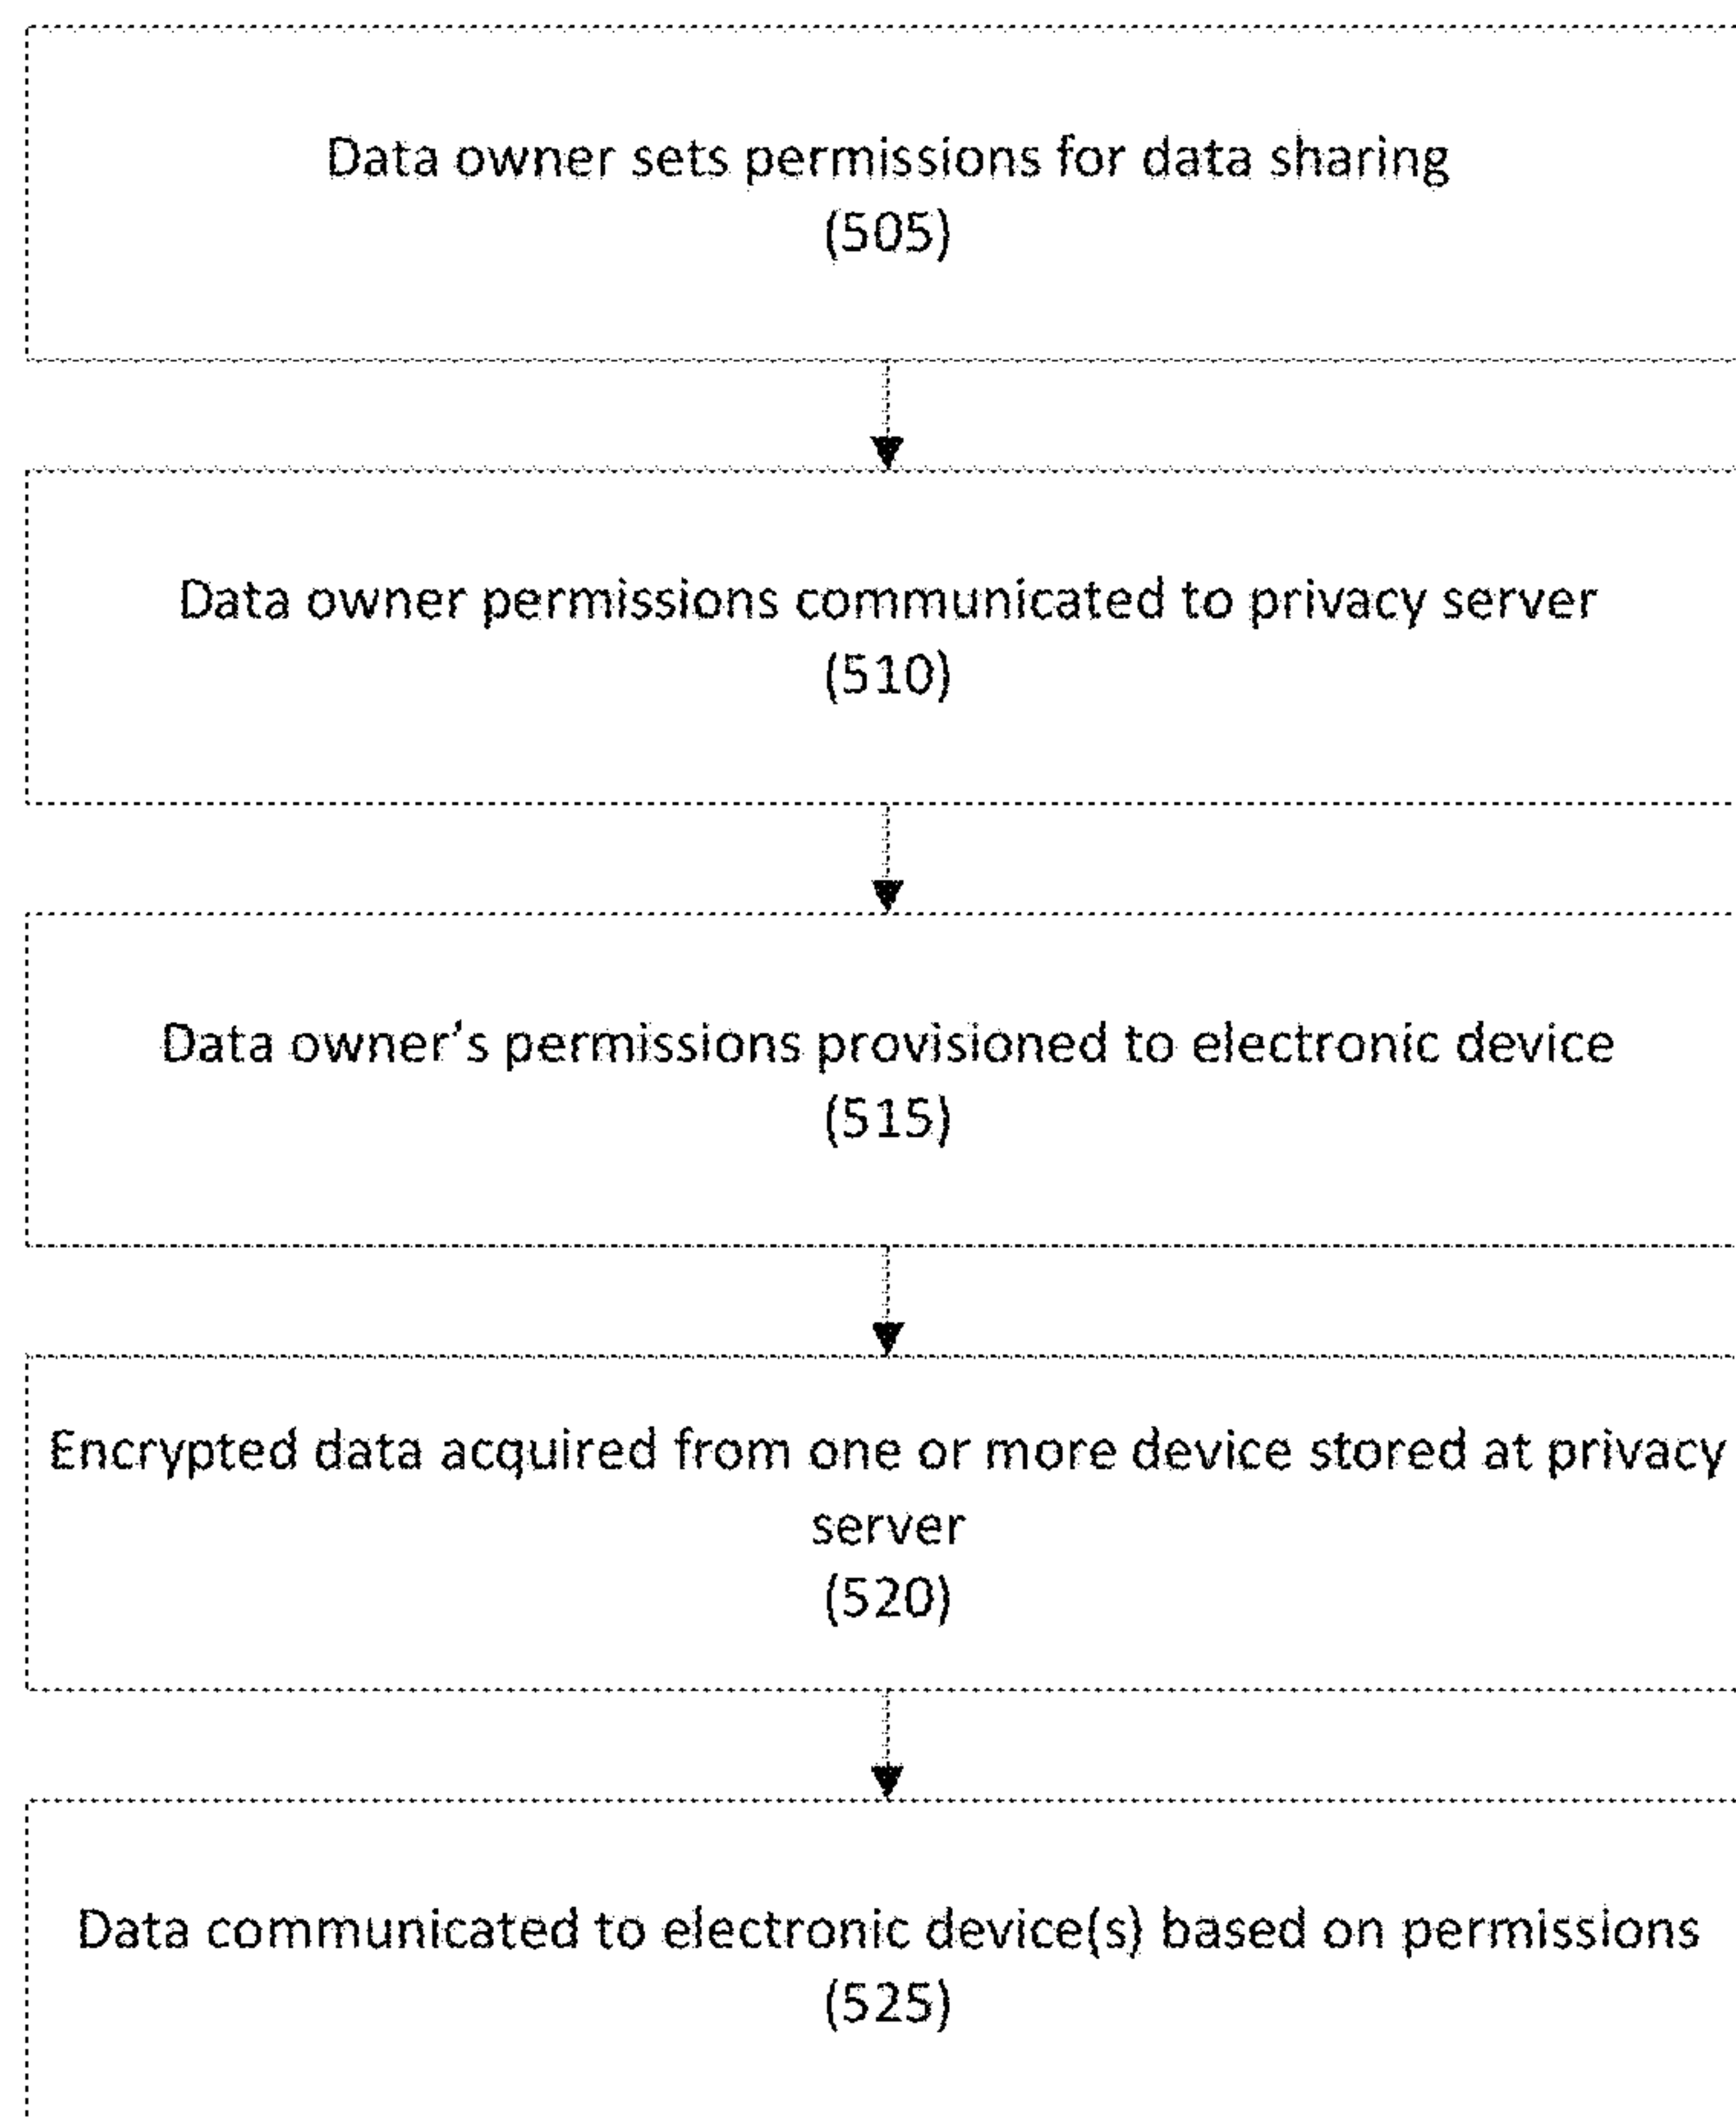 Data owner sets permissions for data sharing
(505)
Data owner permissions communicated to privacy server
(510)
Data owner's permissions provisioned to electronic device
(515)
Encrypted data acquired from one or more device stored at privacy
server
(520)
Data communicated to electronic device(s) based on permissions
(525)